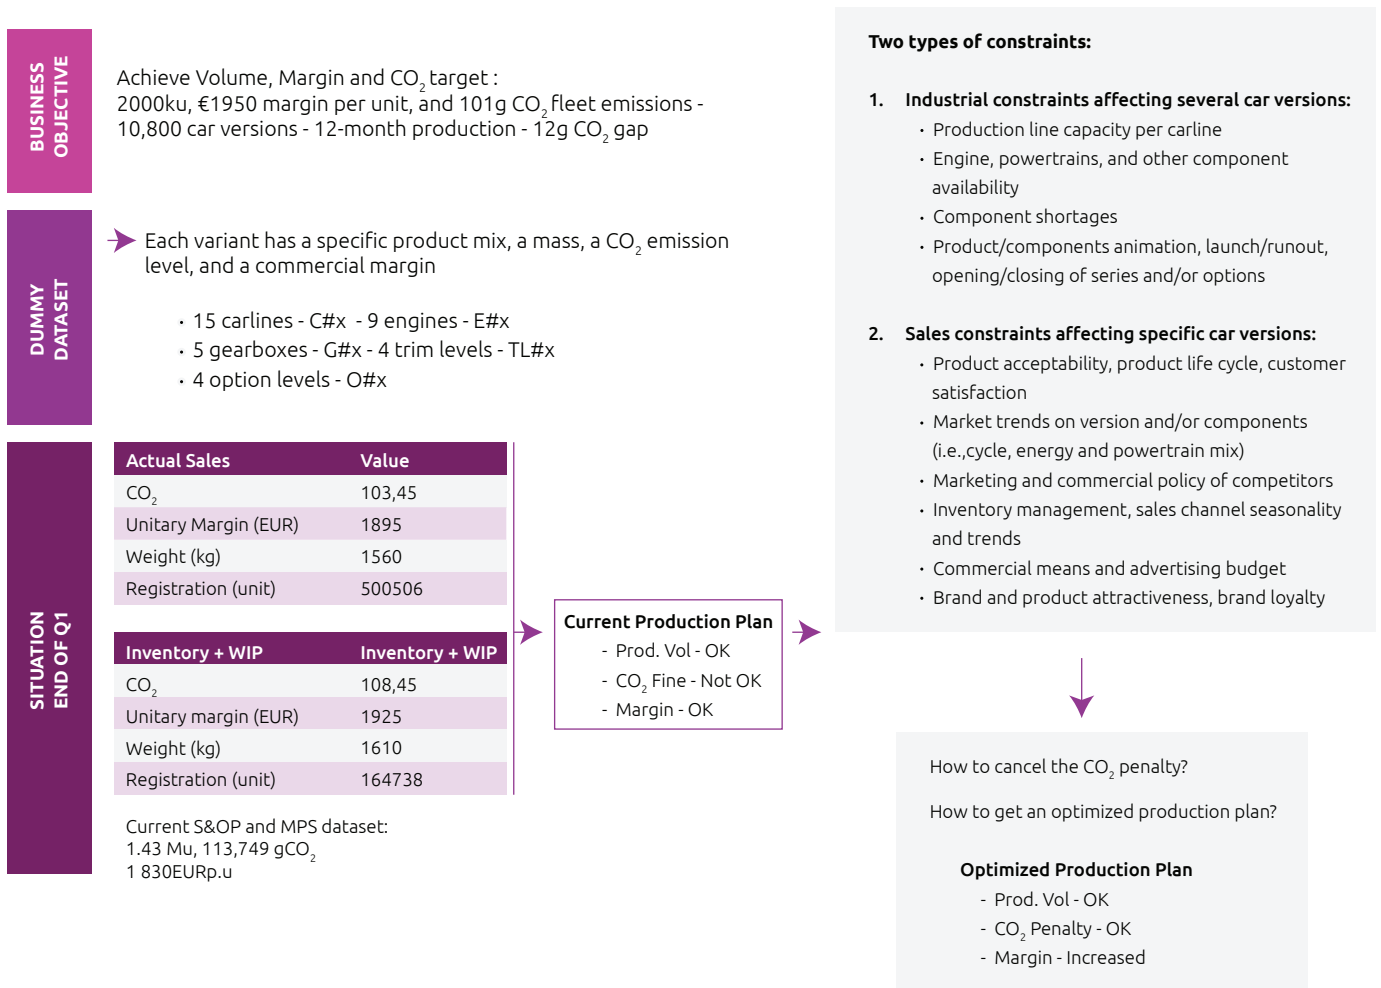 BUSINESS
OBJECTIVE
Achieve Volume, Margin and CO2 target :
2000ku, €1950 margin per unit, and 101g CO2 fleet emissions -
10,800 car versions - 12-month production - 12g CO2 gap
DUMMY
DATASET
Each variant has a specific product mix, a mass, a CO2 emission
level, and a commercial margin
· 15 carlines - C#x - 9 engines - E#x
· 5 gearboxes - G#x - 4 trim levels - TL#x
· 4 option levels - O#x
SITUATION
END OF Q1
Actual Sales Value
CO2 103,45
Unitary Margin (EUR) 1895
Weight (kg) 1560
Registration (unit) 500506
Inventory + WIP Inventory + WIP
CO2 108,45
Unitary margin (EUR) 1925
Weight (kg) 1610
Registration (unit) 164738
Current S&OP and MPS dataset:
1.43 Mu, 113,749 gCO2
1 830EURp.u
Current Production Plan
- Prod. Vol - OK
- CO2 Fine - Not OK
- Margin - OK
Two types of constraints:
1. Industrial constraints affecting several car versions:
· Production line capacity per carline
· Engine, powertrains, and other component
availability
· Component shortages
· Product/components animation, launch/runout,
opening/closing of series and/or options
2. Sales constraints affecting specific car versions:
· Product acceptability, product life cycle, customer
satisfaction
· Market trends on version and/or components
(i.e.,cycle, energy and powertrain mix)
· Marketing and commercial policy of competitors
· Inventory management, sales channel seasonality
and trends
· Commercial means and advertising budget
· Brand and product attractiveness, brand loyalty
How to cancel the CO2 penalty?
How to get an optimized production plan?
Optimized Production Plan
- Prod. Vol - OK
- CO2 Penalty - OK
- Margin - Increased